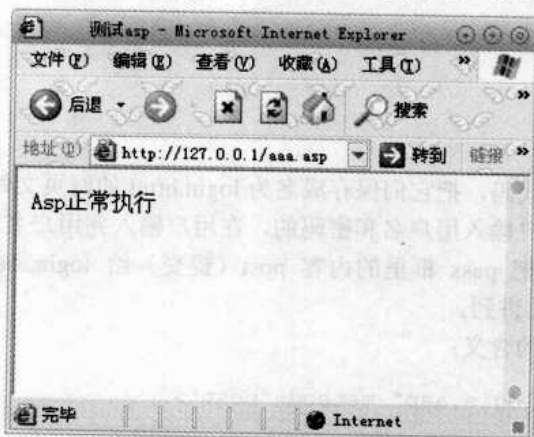 测试asp - Microsoft Internet Explorer
文件(F) 编辑(E) 查看(V) 收藏(A) 工具(T) »
后退 搜索 »
地址(D) http://127.0.0.1/aaa.asp 转到 链接 »
Asp正常执行
完毕 Internet